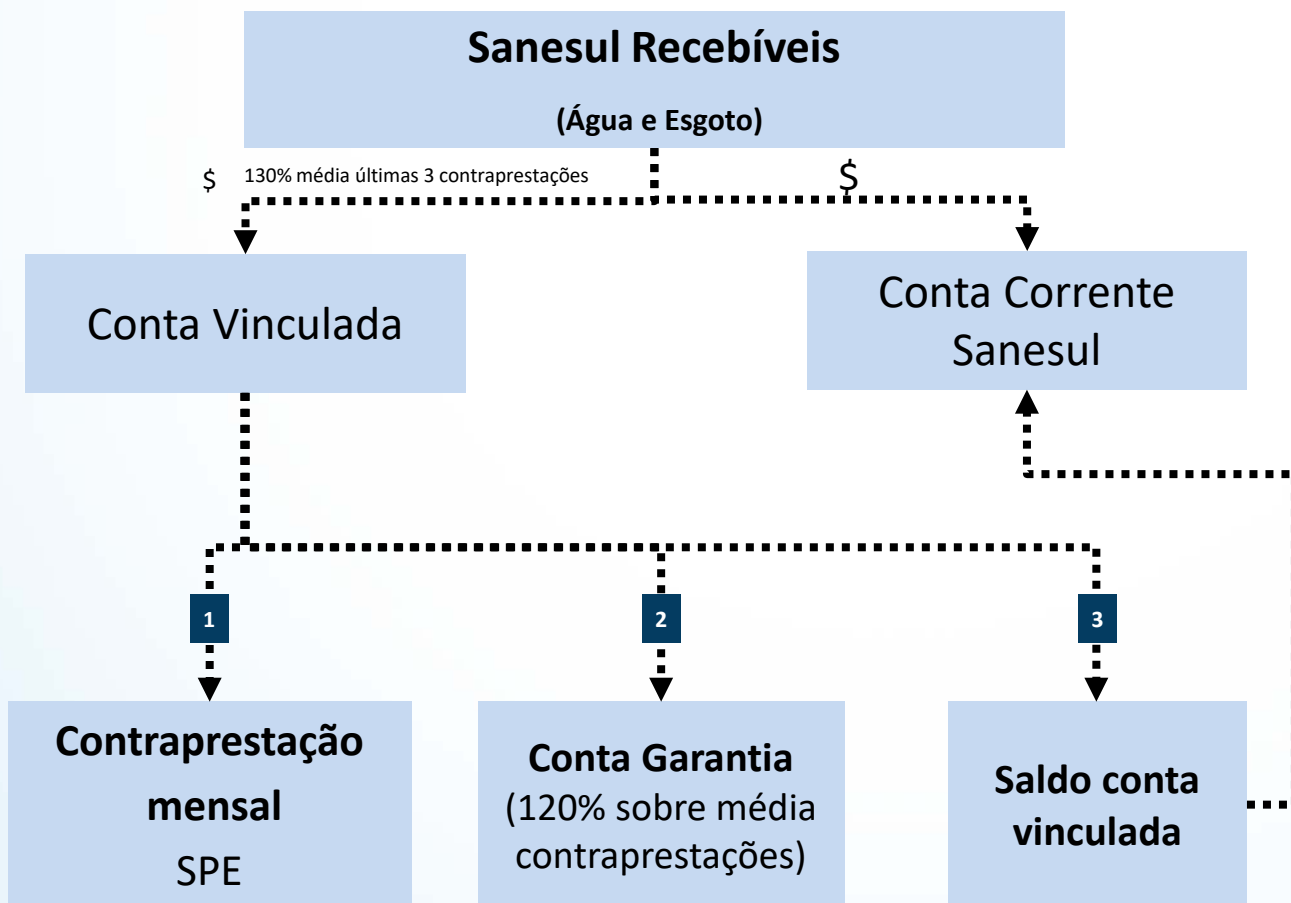 Sanesul Recebíveis
(Água e Esgoto)
$ 130% média últimas 3 contraprestações
$
Conta Vinculada
Conta Corrente
Sanesul
1
2
3
Contraprestação
mensal
SPE
Conta Garantia
(120% sobre média
contraprestações)
Saldo conta
vinculada